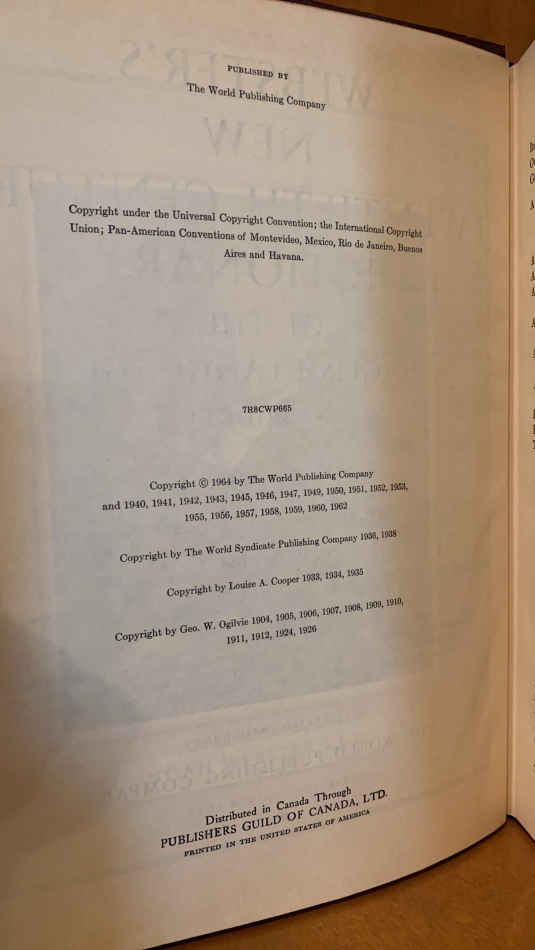 PUBLISHED BY
The World Publishing Company
Copyright under the Universal Copyright Convention; the International Copyright
Union; Pan-American Conventions of Montevideo, Mexico, Rio de Janeiro, Buenos
Aires and Havana.
7H8CWP665
Copyright © 1964 by The World Publishing Company
and 1940, 1941, 1942, 1943, 1945, 1946, 1947, 1949, 1950, 1951, 1952, 1953,
1955, 1956, 1957, 1958, 1959, 1960, 1962
Copyright by The World Syndicate Publishing Company 1936, 1938
Copyright by Louise A. Cooper 1933, 1934, 1935
Copyright by Geo. W. Ogilvie 1904, 1905, 1906, 1907, 1908, 1909, 1910,
1911, 1912, 1924, 1926
Distributed in Canada Through
PUBLISHERS GUILD OF CANADA, LTD.
PRINTED IN THE UNITED STATES OF AMERICA